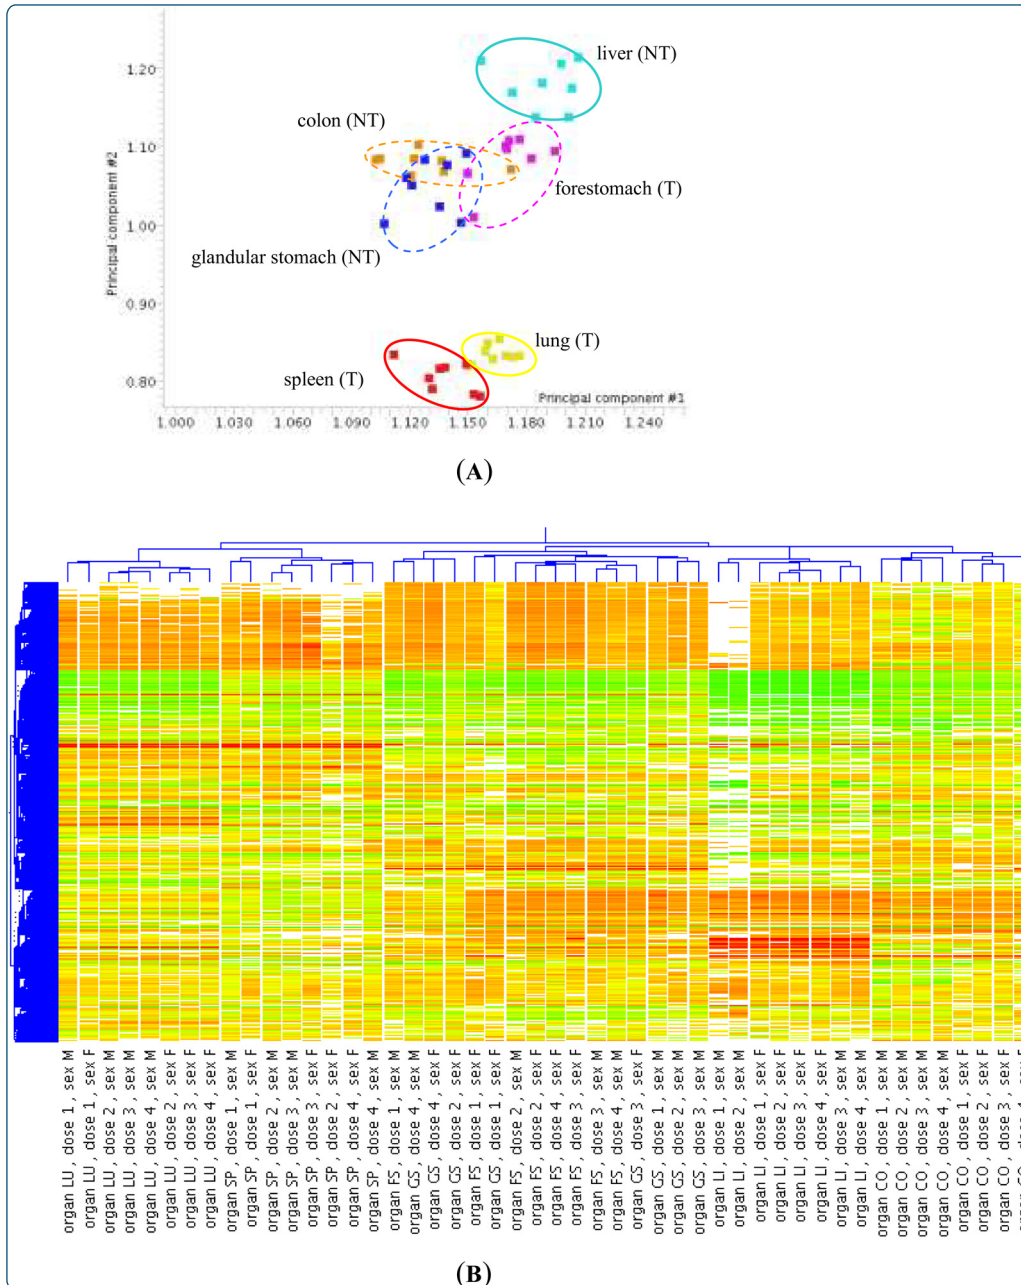 1.20
1.10
1.00
0.90
0.80
Principal component #2
liver (NT)
colon (NT)
forestomach (T)
glandular stomach (NT)
lung (T)
spleen (T)
Principal component #1
1.000 1.030 1.060 1.090 1.120 1.150 1.180 1.210 1.240
(A)
organ LU , dose 1 , sex M
organ LU , dose 1 , sex F
organ LU , dose 2 , sex M
organ LU , dose 3 , sex M
organ LU , dose 4 , sex M
organ LU , dose 2 , sex F
organ LU , dose 3 , sex F
organ LU , dose 4 , sex F
organ SP , dose 1 , sex M
organ SP , dose 1 , sex F
organ SP , dose 2 , sex M
organ SP , dose 3 , sex M
organ SP , dose 3 , sex F
organ SP , dose 2 , sex F
organ SP , dose 4 , sex F
organ SP , dose 4 , sex M
organ FS , dose 1 , sex M
organ GS , dose 4 , sex M
organ GS , dose 4 , sex F
organ GS , dose 2 , sex F
organ FS , dose 1 , sex F
organ GS , dose 1 , sex F
organ FS , dose 2 , sex M
organ FS , dose 2 , sex F
organ FS , dose 4 , sex F
organ FS , dose 3 , sex F
organ FS , dose 3 , sex M
organ FS , dose 4 , sex M
organ GS , dose 3 , sex F
organ GS , dose 1 , sex M
organ GS , dose 2 , sex M
organ GS , dose 3 , sex M
organ LI , dose 1 , sex M
organ LI , dose 2 , sex M
organ LI , dose 1 , sex F
organ LI , dose 2 , sex F
organ LI , dose 3 , sex F
organ LI , dose 4 , sex F
organ LI , dose 3 , sex M
organ LI , dose 4 , sex M
organ CO , dose 1 , sex M
organ CO , dose 2 , sex M
organ CO , dose 3 , sex M
organ CO , dose 4 , sex M
organ CO , dose 1 , sex F
organ CO , dose 2 , sex F
organ CO , dose 3 , sex F
(B)